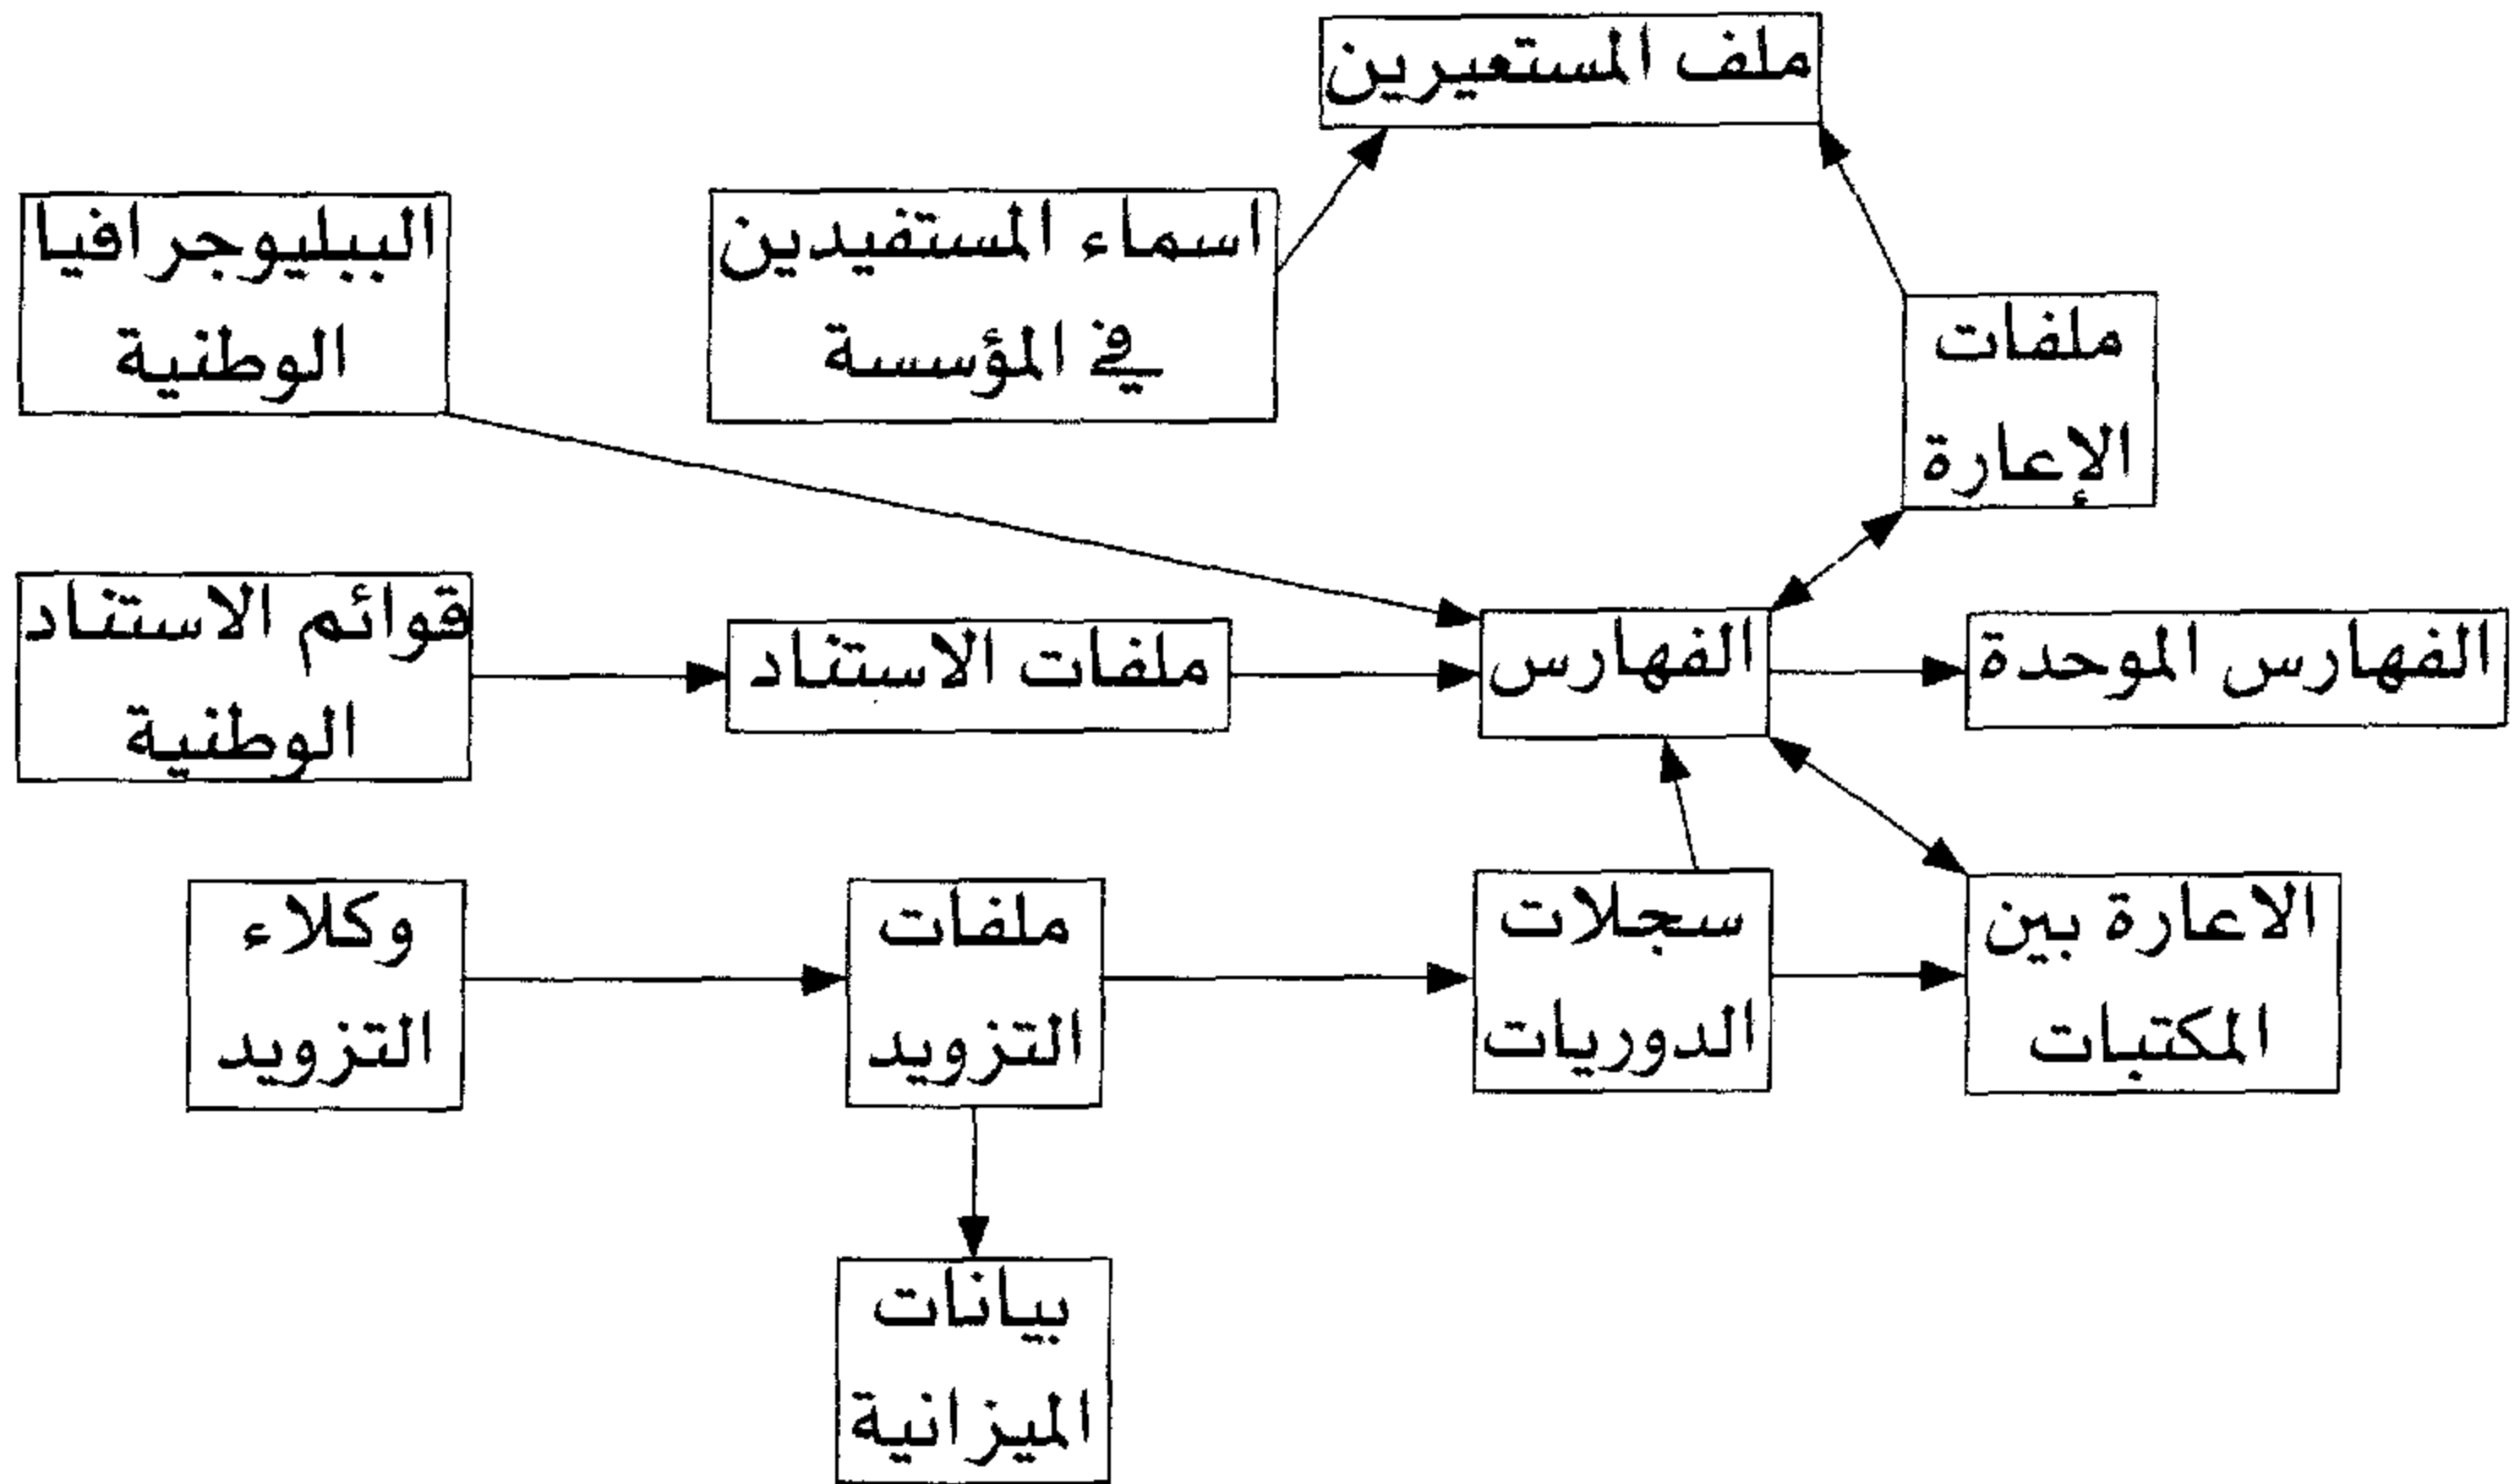 ملف المستعيرين
اسماء المستفيدين
في المؤسسة
الببليوجرافيا
الوطنية
ملفات
الإعارة
الفهارس الموحدة
الفهارس
ملفات الاستناد
قوائم الاستناد
الوطنية
الاعارة بين
المكتبات
سجلات
الدوريات
ملفات
التزويد
وكلاء
التزويد
بيانات
الميزانية